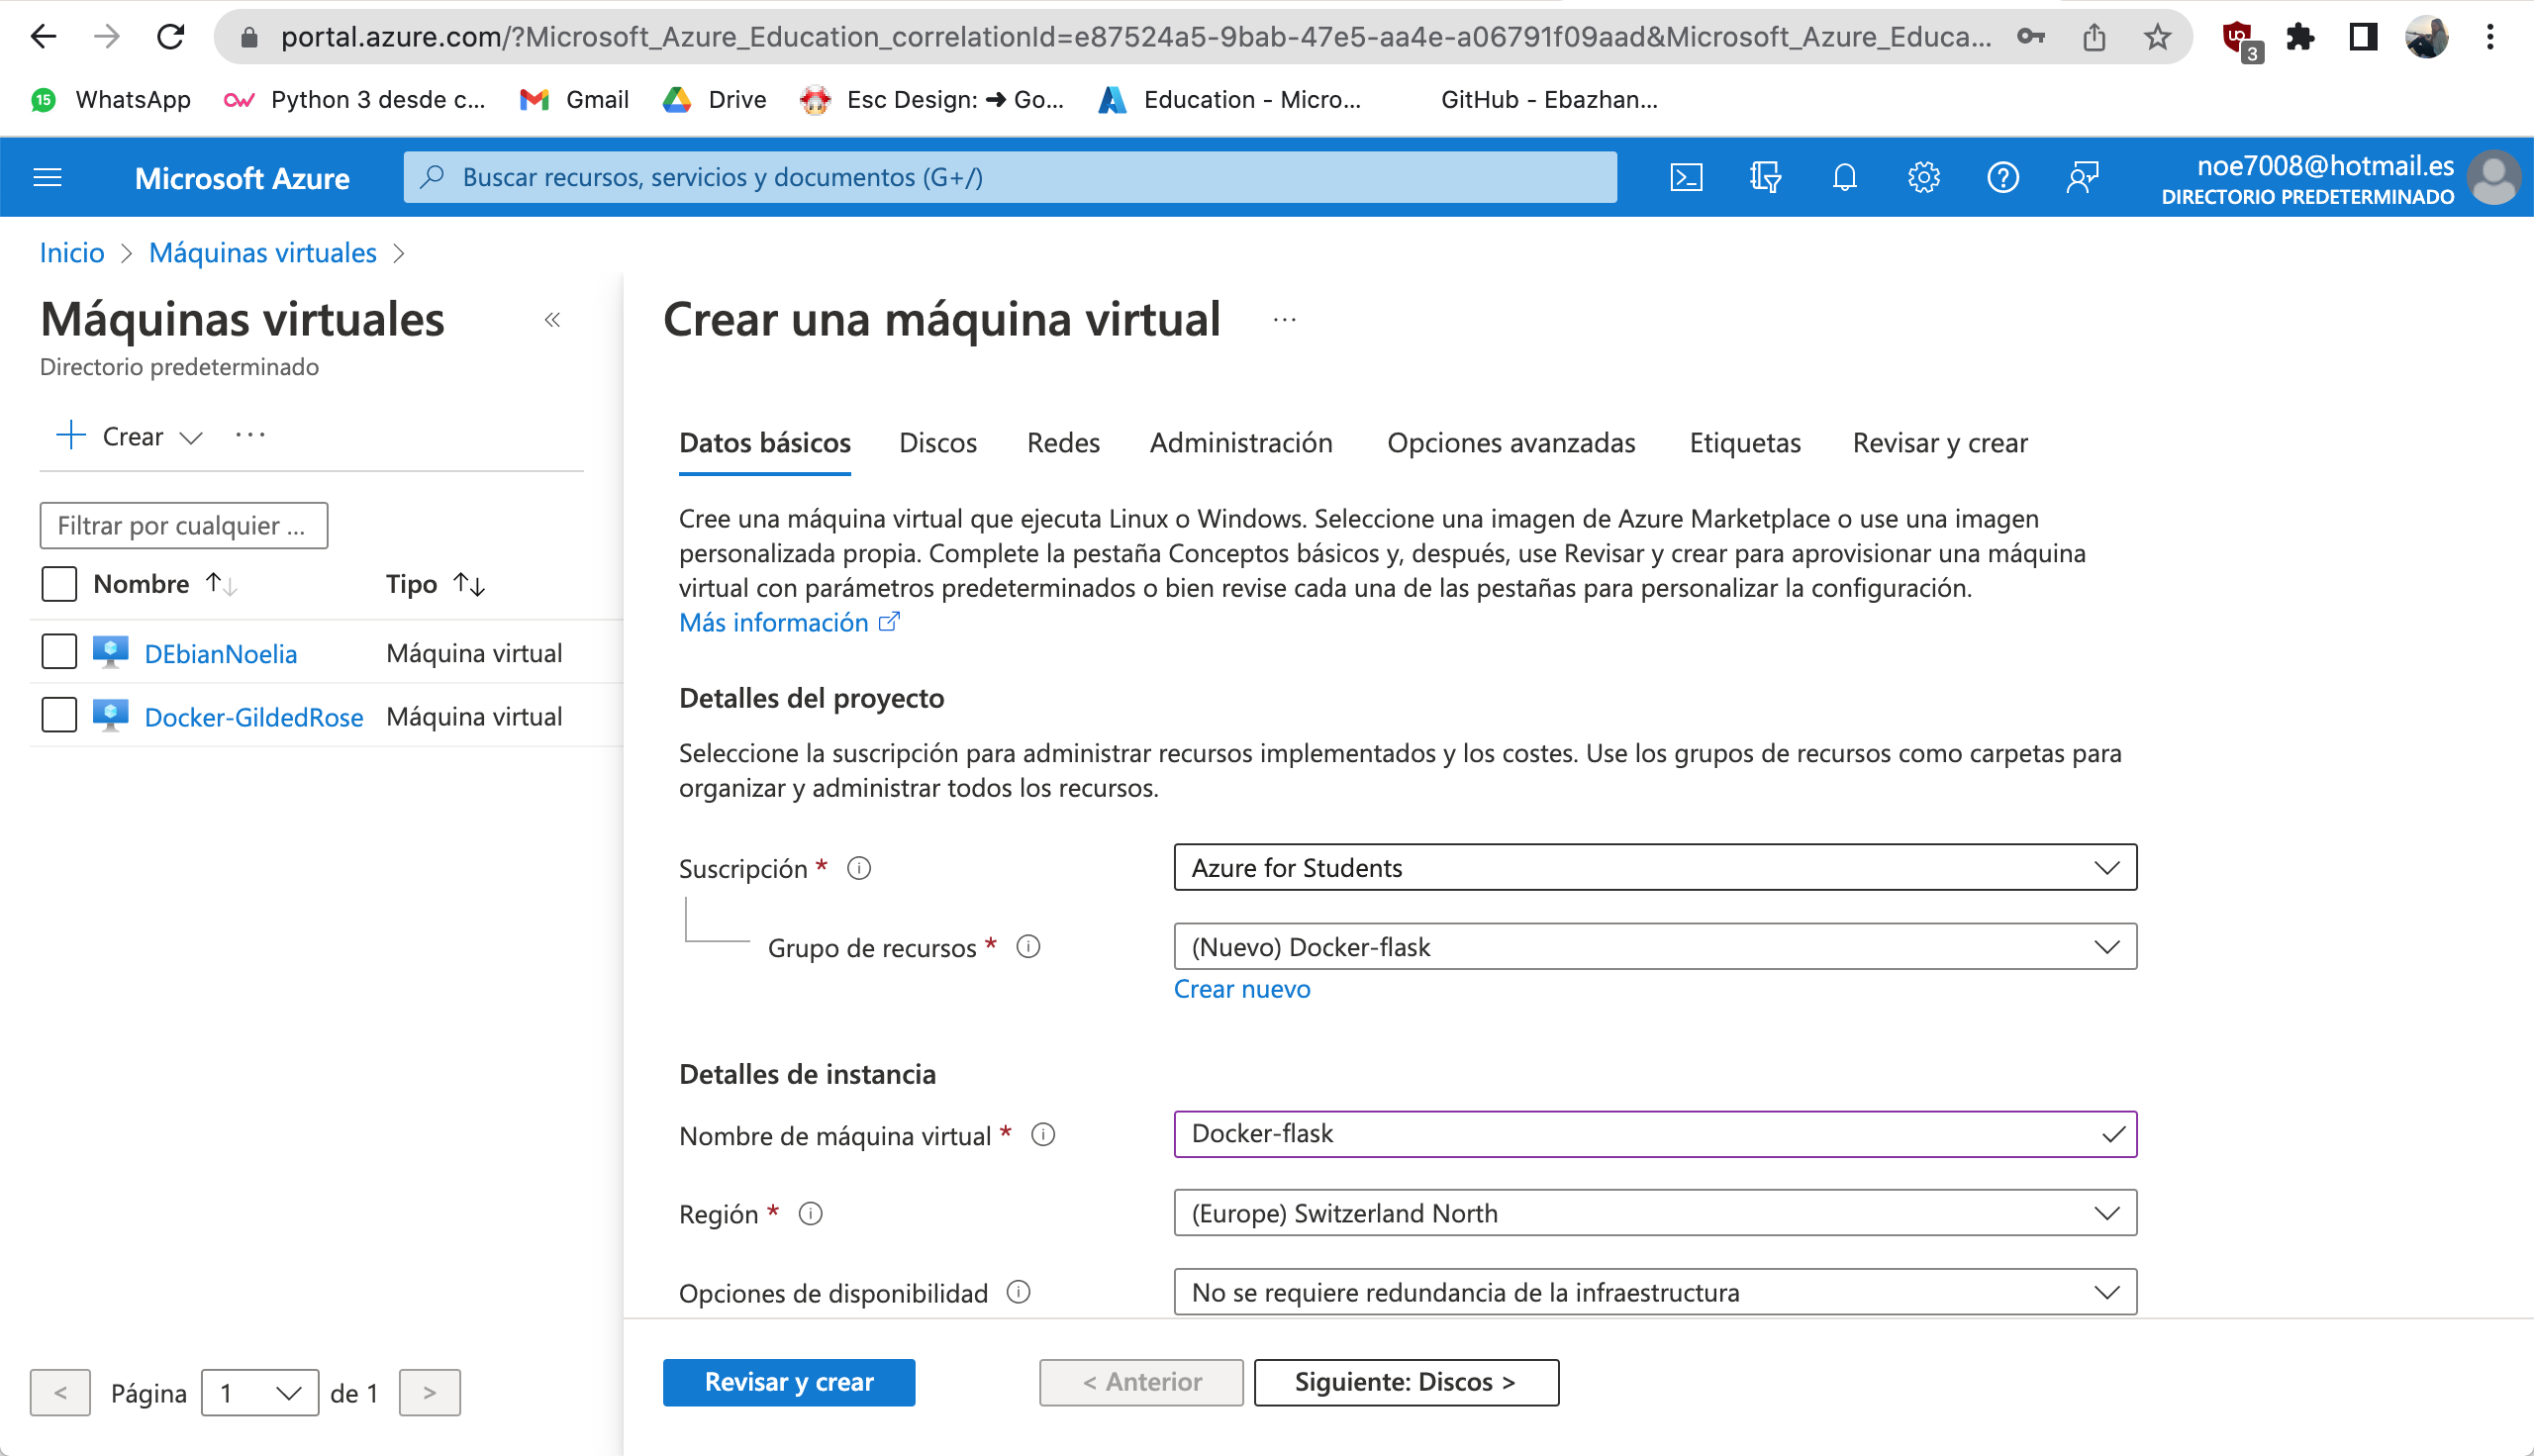 portal.azure.com/?Microsoft_Azure_Education_correlationId=e87524a5-9bab-47e5-aa4e-a06791f09aad&Microsoft_Azure_Educa...
3
15 WhatsApp
Python 3 desde c...
Gmail
Drive
Esc Design: ➔ Go...
Education - Micro...
GitHub - Ebazhan...
Microsoft Azure
Buscar recursos, servicios y documentos (G+/)
noe7008@hotmail.es
DIRECTORIO PREDETERMINADO
Inicio > Máquinas virtuales >
Máquinas virtuales «
Directorio predeterminado
+ Crear ...
Filtrar por cualquier ...
Nombre ↑↓ Tipo ↑↓
DEbianNoelia Máquina virtual
Docker-GildedRose Máquina virtual
< Página 1 de 1 >
Crear una máquina virtual ...
Datos básicos Discos Redes Administración Opciones avanzadas Etiquetas Revisar y crear
Cree una máquina virtual que ejecuta Linux o Windows. Seleccione una imagen de Azure Marketplace o use una imagen
personalizada propia. Complete la pestaña Conceptos básicos y, después, use Revisar y crear para aprovisionar una máquina
virtual con parámetros predeterminados o bien revise cada una de las pestañas para personalizar la configuración.
Más información
Detalles del proyecto
Seleccione la suscripción para administrar recursos implementados y los costes. Use los grupos de recursos como carpetas para
organizar y administrar todos los recursos.
Suscripción * Azure for Students
Grupo de recursos * (Nuevo) Docker-flask
Crear nuevo
Detalles de instancia
Nombre de máquina virtual * Docker-flask
Región * (Europe) Switzerland North
Opciones de disponibilidad No se requiere redundancia de la infraestructura
Revisar y crear < Anterior Siguiente: Discos >